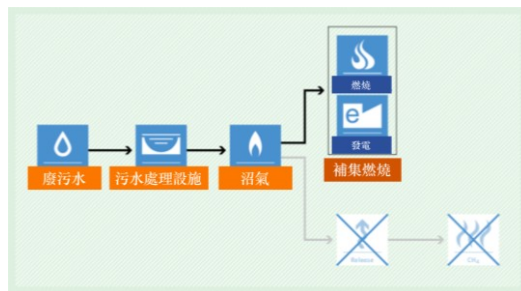 燃燒
e
發電
廢污水
污水處理設施
沼氣
補集燃燒
Release
CH₄